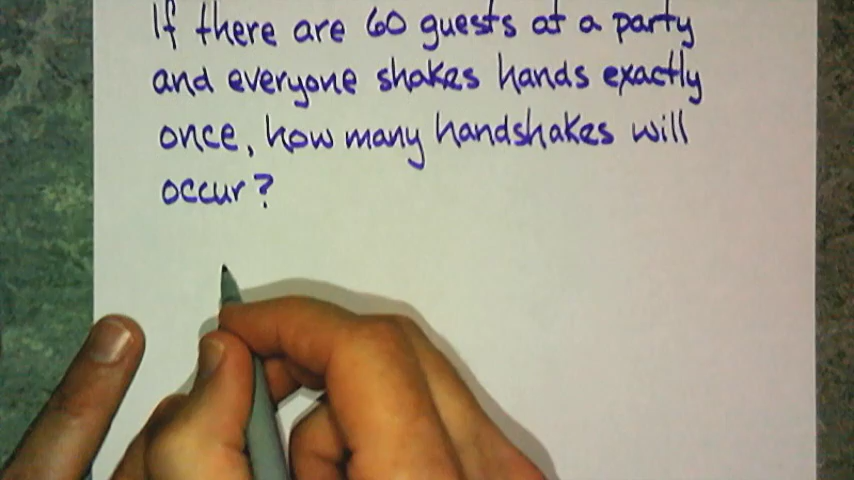 If there are 60 guests at a party
and everyone shakes hands exactly
once, how many handshakes will
occur?